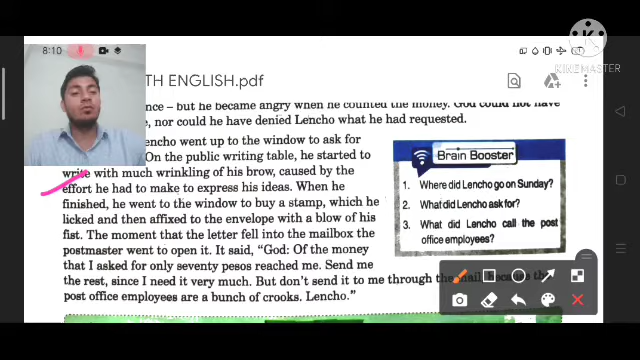 8:10
KINEMASTER
TH ENGLISH.pdf
ence – but he became angry when he counted the money. God could not have
e, nor could he have denied Lencho what he had requested.
encho went up to the window to ask for
On the public writing table, he started to
write with much wrinkling of his brow, caused by the
effort he had to make to express his ideas. When he
finished, he went to the window to buy a stamp, which he
licked and then affixed to the envelope with a blow of his
fist. The moment that the letter fell into the mailbox the
postmaster went to open it. It said, “God: Of the money
that I asked for only seventy pesos reached me. Send me
the rest, since I need it very much. But don't send it to me through the mail because the
post office employees are a bunch of crooks. Lencho.”
Brain Booster
1. Where did Lencho go on Sunday?
2. What did Lencho ask for?
3. What did Lencho call the post
office employees?